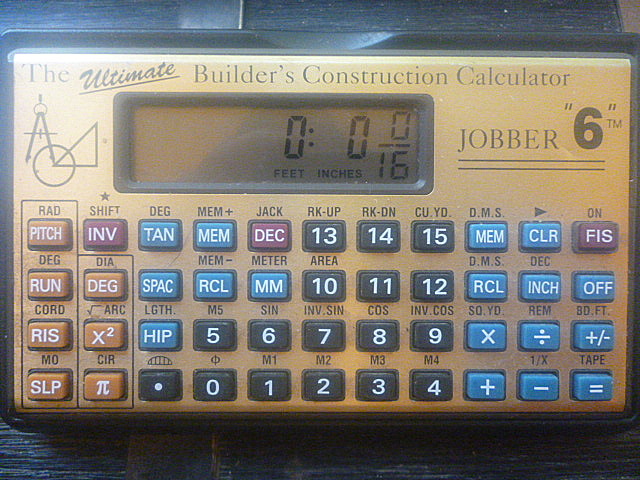 The Ultimate Builder's Construction Calculator
JOBBER "6"™
0: 0 0/16
FEET INCHES
RAD SHIFT DEG MEM+ JACK RK-UP RK-DN CU.YD. D.M.S. ▶ ON
PITCH INV TAN MEM DEC 13 14 15 MEM CLR FIS
DEG DIA MEM− METER AREA D.M.S. DEC
RUN DEG SPAC RCL MM 10 11 12 RCL INCH OFF
CORD √ ARC LGTH. M5 SIN INV.SIN COS INV.COS SQ.YD. REM BD.FT.
RIS X² HIP 5 6 7 8 9 X ÷ +/-
MO CIR Φ M1 M2 M3 M4 1/X TAPE
SLP π • 0 1 2 3 4 + − =